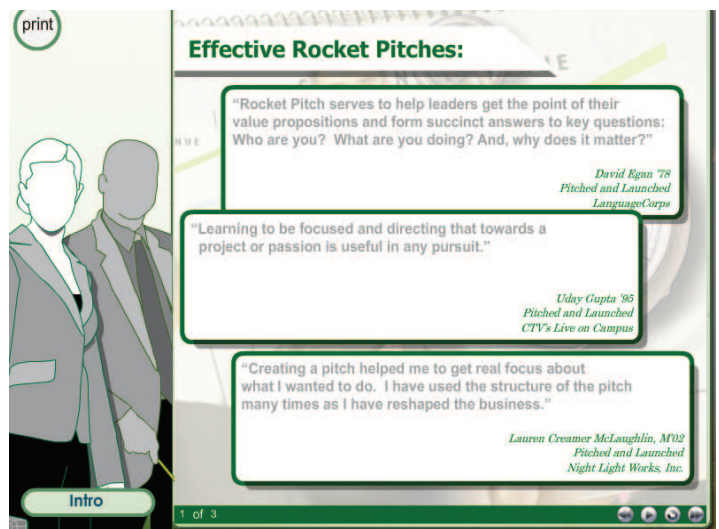 print
Effective Rocket Pitches:
“Rocket Pitch serves to help leaders get the point of their
value propositions and form succinct answers to key questions:
Who are you?  What are you doing? And, why does it matter?”
David Egan '78
Pitched and Launched
LanguageCorps
“Learning to be focused and directing that towards a
project or passion is useful in any pursuit.”
Uday Gupta '95
Pitched and Launched
CTV's Live on Campus
“Creating a pitch helped me to get real focus about
what I wanted to do.  I have used the structure of the pitch
many times as I have reshaped the business.”
Lauren Creamer McLaughlin, M'02
Pitched and Launched
Night Light Works, Inc.
Intro
1 of 3